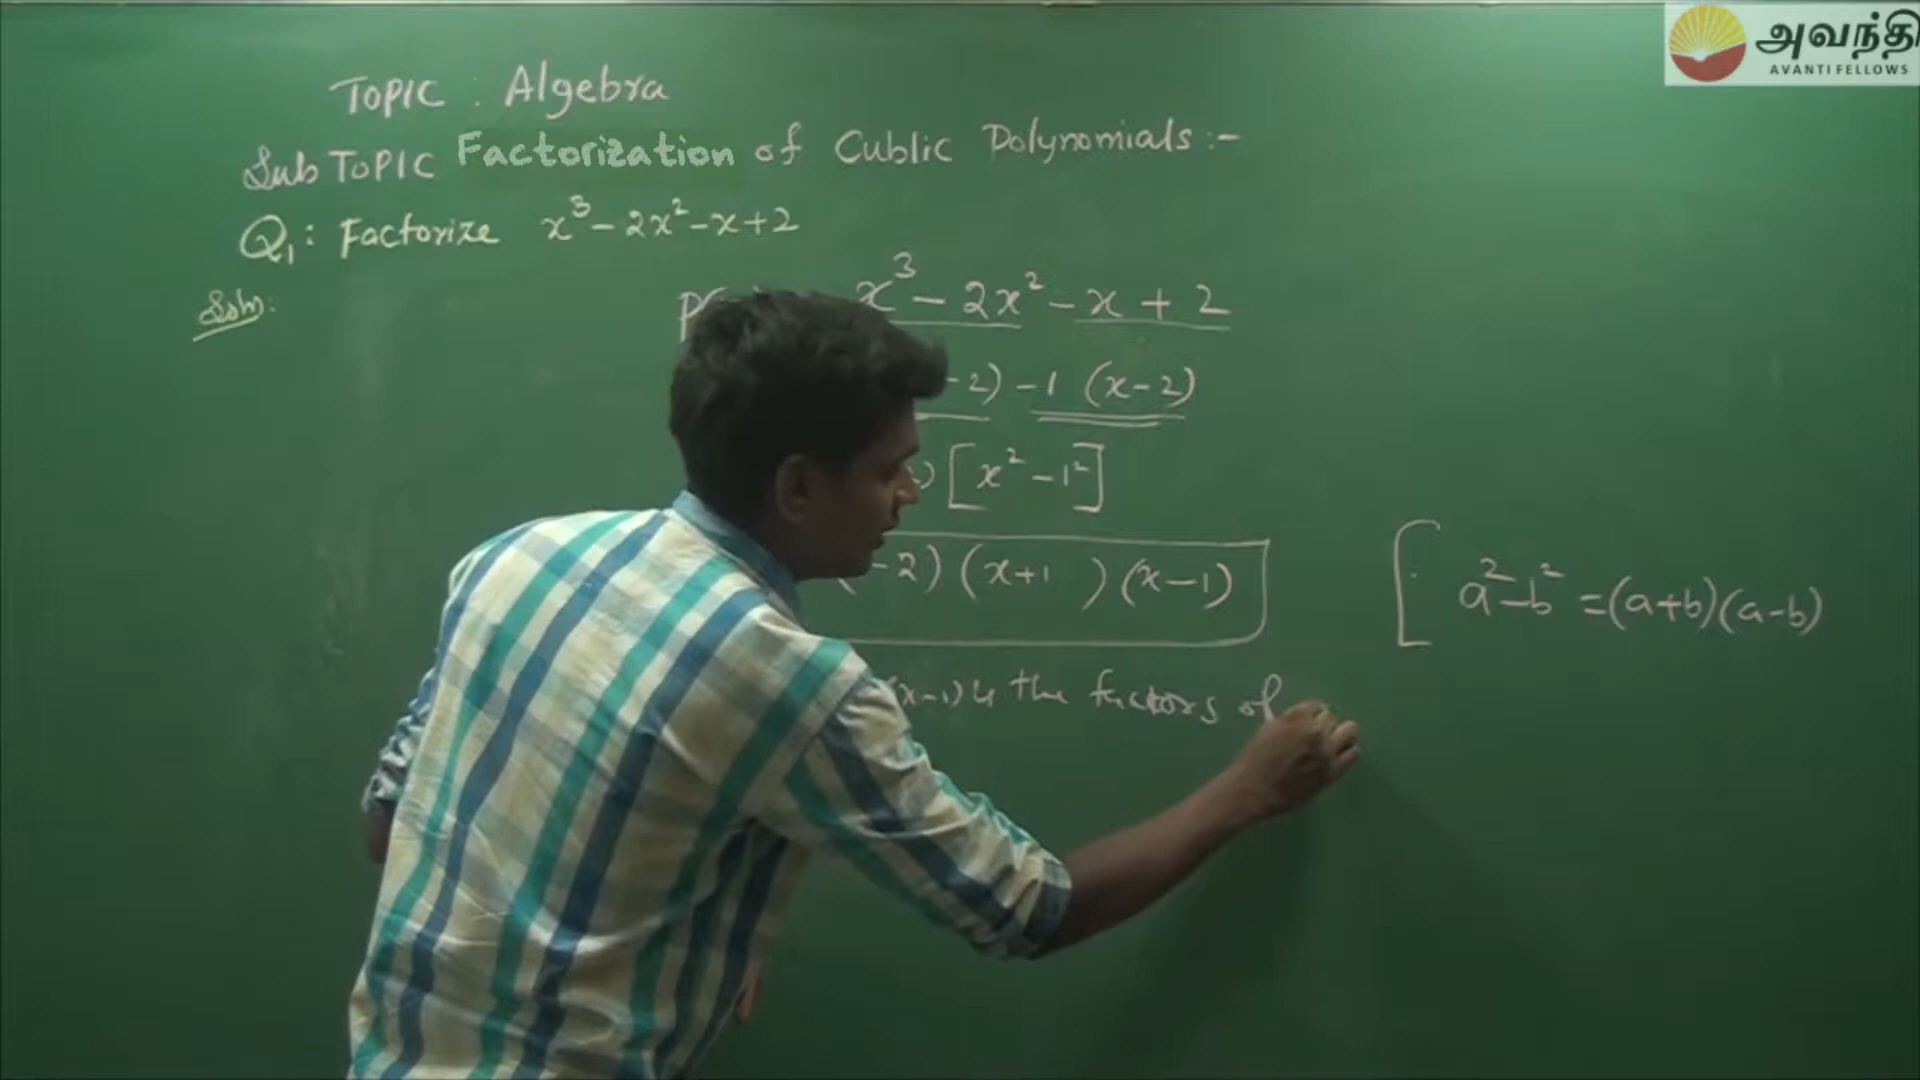 அவந்தி
AVANTI FELLOWS
TOPIC : Algebra
Sub TOPIC Factorization of Cublic Polynomials :-
Q1 : Factorize x³ - 2x² - x + 2
Soln:
x³ - 2x² - x + 2
-2) -1 (x-2)
) [x² - 1²]
-2) (x+1 ) (x-1)
[ a² - b² = (a+b)(a-b)
(x-1) is the factors of